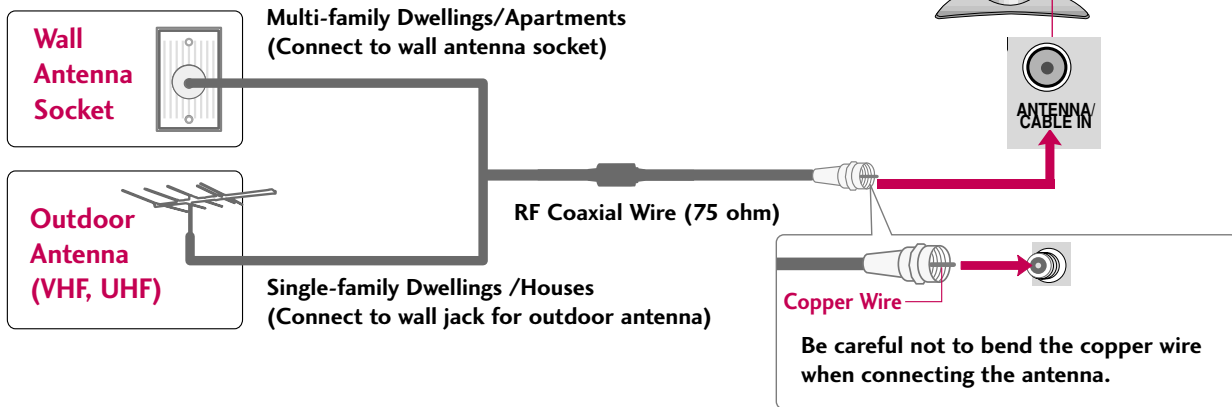 Multi-family Dwellings/Apartments
(Connect to wall antenna socket)
Wall
Antenna
Socket
ANTENNA/
CABLE IN
Outdoor
Antenna
(VHF, UHF)
RF Coaxial Wire (75 ohm)
Single-family Dwellings /Houses
(Connect to wall jack for outdoor antenna)
Copper Wire
Be careful not to bend the copper wire
when connecting the antenna.